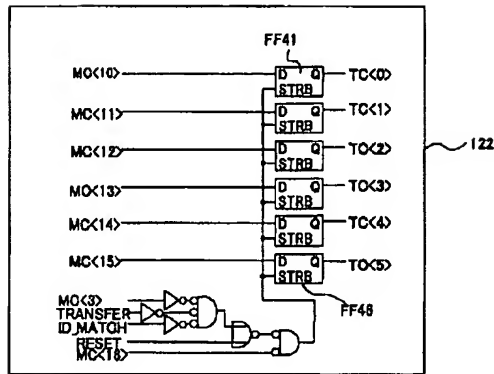 FF41
MC<10> D Q TC<0>
STRB
MC<11> D Q TC<1>
STRB
MC<12> D Q TC<2>
STRB
122
MC<13> D Q TC<3>
STRB
MC<14> D Q TC<4>
STRB
MC<15> D Q TC<5>
STRB
MC<3>
TRANSFER
FF46
ID_MATCH
RESET
MC<18>